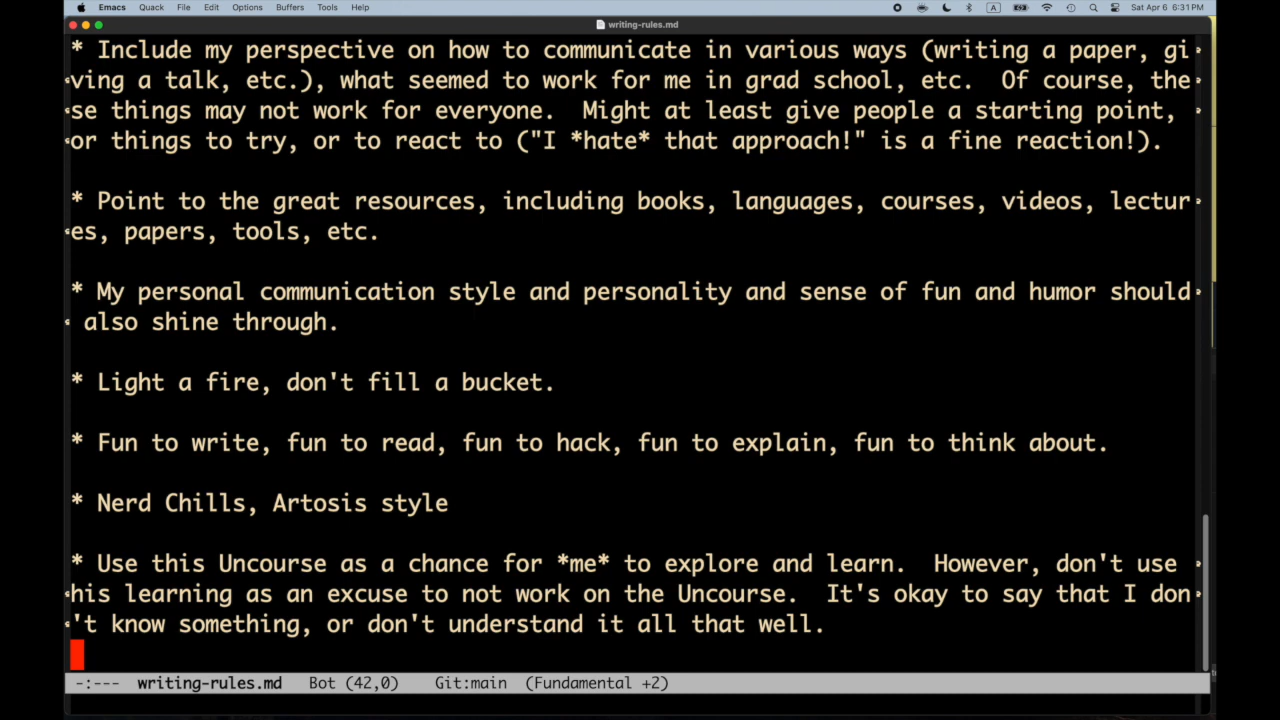 Emacs Quack File Edit Options Buffers Tools Help A Sat Apr 6 6:31 PM
writing-rules.md
* Include my perspective on how to communicate in various ways (writing a paper, gi
ving a talk, etc.), what seemed to work for me in grad school, etc.  Of course, the
se things may not work for everyone.  Might at least give people a starting point,
or things to try, or to react to ("I *hate* that approach!" is a fine reaction!).
* Point to the great resources, including books, languages, courses, videos, lectur
es, papers, tools, etc.
* My personal communication style and personality and sense of fun and humor should
also shine through.
* Light a fire, don't fill a bucket.
* Fun to write, fun to read, fun to hack, fun to explain, fun to think about.
* Nerd Chills, Artosis style
* Use this Uncourse as a chance for *me* to explore and learn.  However, don't use
his learning as an excuse to not work on the Uncourse.  It's okay to say that I don
't know something, or don't understand it all that well.
-:---  writing-rules.md  Bot (42,0)  Git:main  (Fundamental +2)